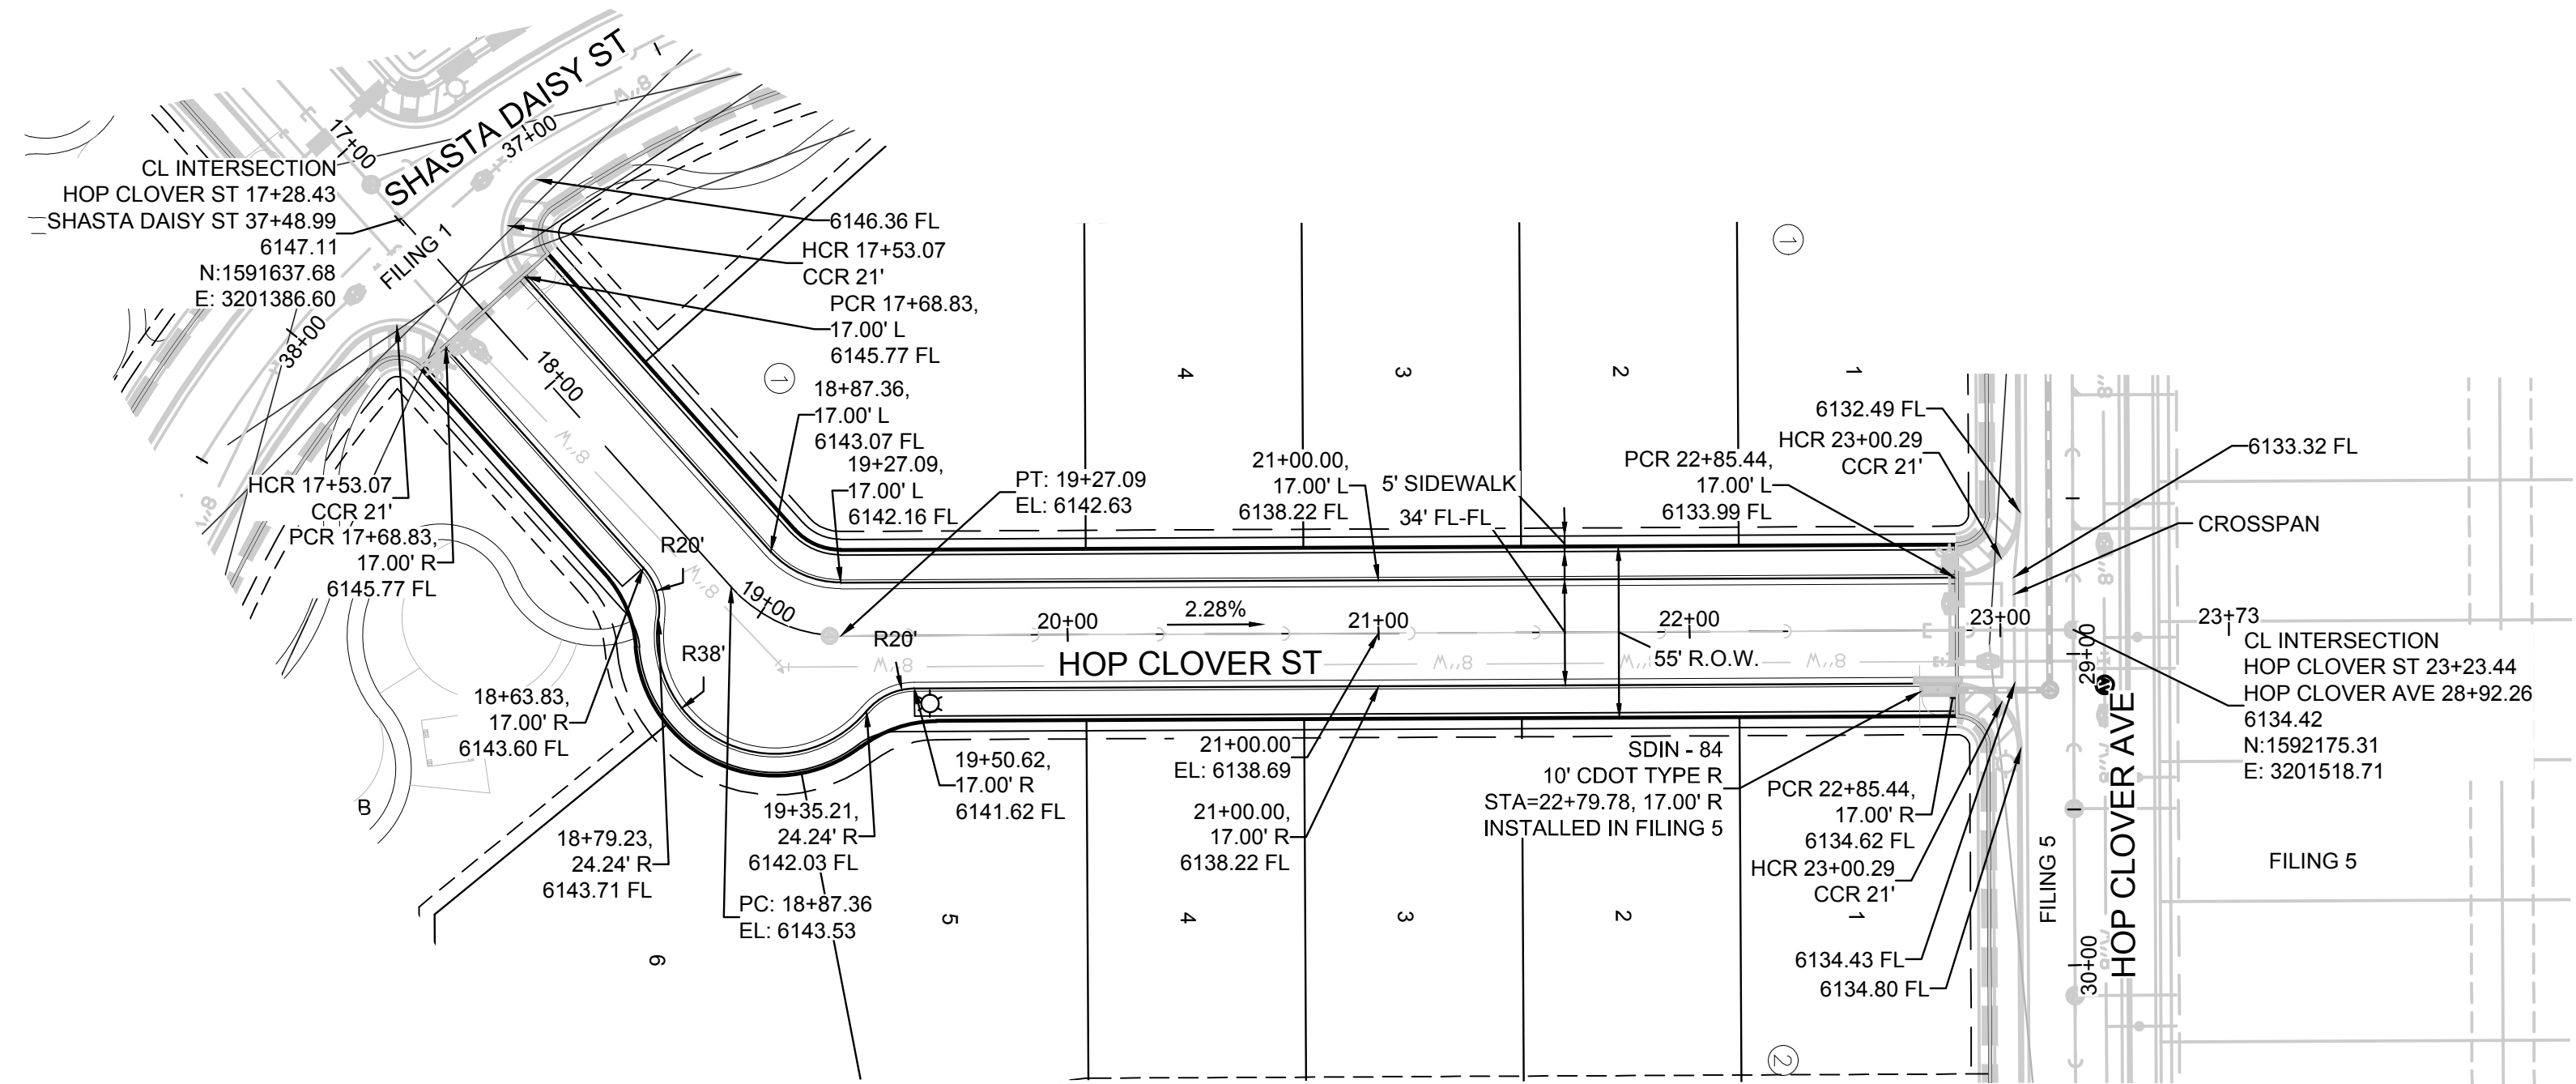 SHASTA DAISY ST
17+00
37+00
CL INTERSECTION
HOP CLOVER ST 17+28.43
SHASTA DAISY ST 37+48.99
6147.11
N:1591637.68
E: 3201386.60
FILING 1
38+00
8"W
6146.36 FL
HCR 17+53.07
CCR 21'
PCR 17+68.83,
17.00' L
6145.77 FL
18+00
1
18+87.36,
17.00' L
6143.07 FL
19+27.09,
17.00' L
6142.16 FL
PT: 19+27.09
EL: 6142.63
HCR 17+53.07
CCR 21'
PCR 17+68.83,
17.00' R
6145.77 FL
8"W
8"W
R20'
8"W
19+00
R38'
R20'
4
3
2
1
1
21+00.00,
17.00' L
6138.22 FL
5' SIDEWALK
34' FL-FL
PCR 22+85.44,
17.00' L
6133.99 FL
6132.49 FL
HCR 23+00.29
CCR 21'
6133.32 FL
CROSSPAN
8"W
8"W
20+00
2.28%
21+00
22+00
23+00
23+73
HOP CLOVER ST
8"W
8"W
8"W
8"W
55' R.O.W.
29+00
CL INTERSECTION
HOP CLOVER ST 23+23.44
HOP CLOVER AVE 28+92.26
6134.42
N:1592175.31
E: 3201518.71
18+63.83,
17.00' R
6143.60 FL
B
18+79.23,
24.24' R
6143.71 FL
19+35.21,
24.24' R
6142.03 FL
19+50.62,
17.00' R
6141.62 FL
PC: 18+87.36
EL: 6143.53
21+00.00
EL: 6138.69
21+00.00,
17.00' R
6138.22 FL
SDIN - 84
10' CDOT TYPE R
STA=22+79.78, 17.00' R
INSTALLED IN FILING 5
PCR 22+85.44,
17.00' R
6134.62 FL
HCR 23+00.29
CCR 21'
6134.43 FL
6134.80 FL
6
5
4
3
2
1
2
FILING 5
HOP CLOVER AVE
8"W
30+00
FILING 5